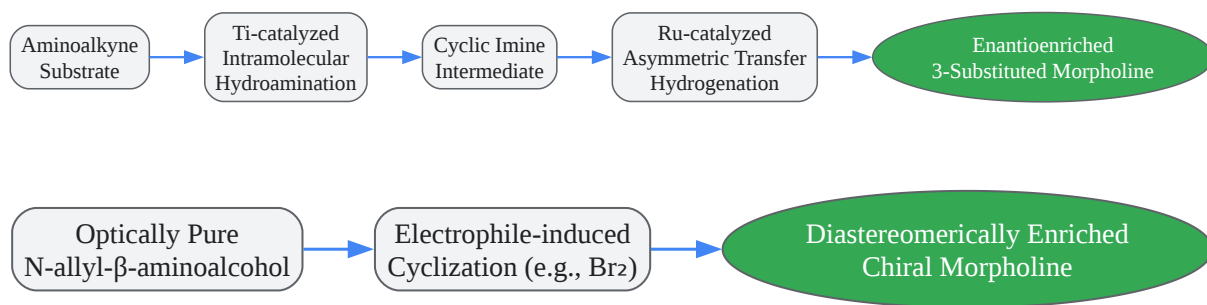 Aminoalkyne
Substrate
Ti-catalyzed
Intramolecular
Hydroamination
Cyclic Imine
Intermediate
Ru-catalyzed
Asymmetric Transfer
Hydrogenation
Enantioenriched
3-Substituted Morpholine
Optically Pure
N-allyl-β-aminoalcohol
Electrophile-induced
Cyclization (e.g., Br₂)
Diastereomerically Enriched
Chiral Morpholine